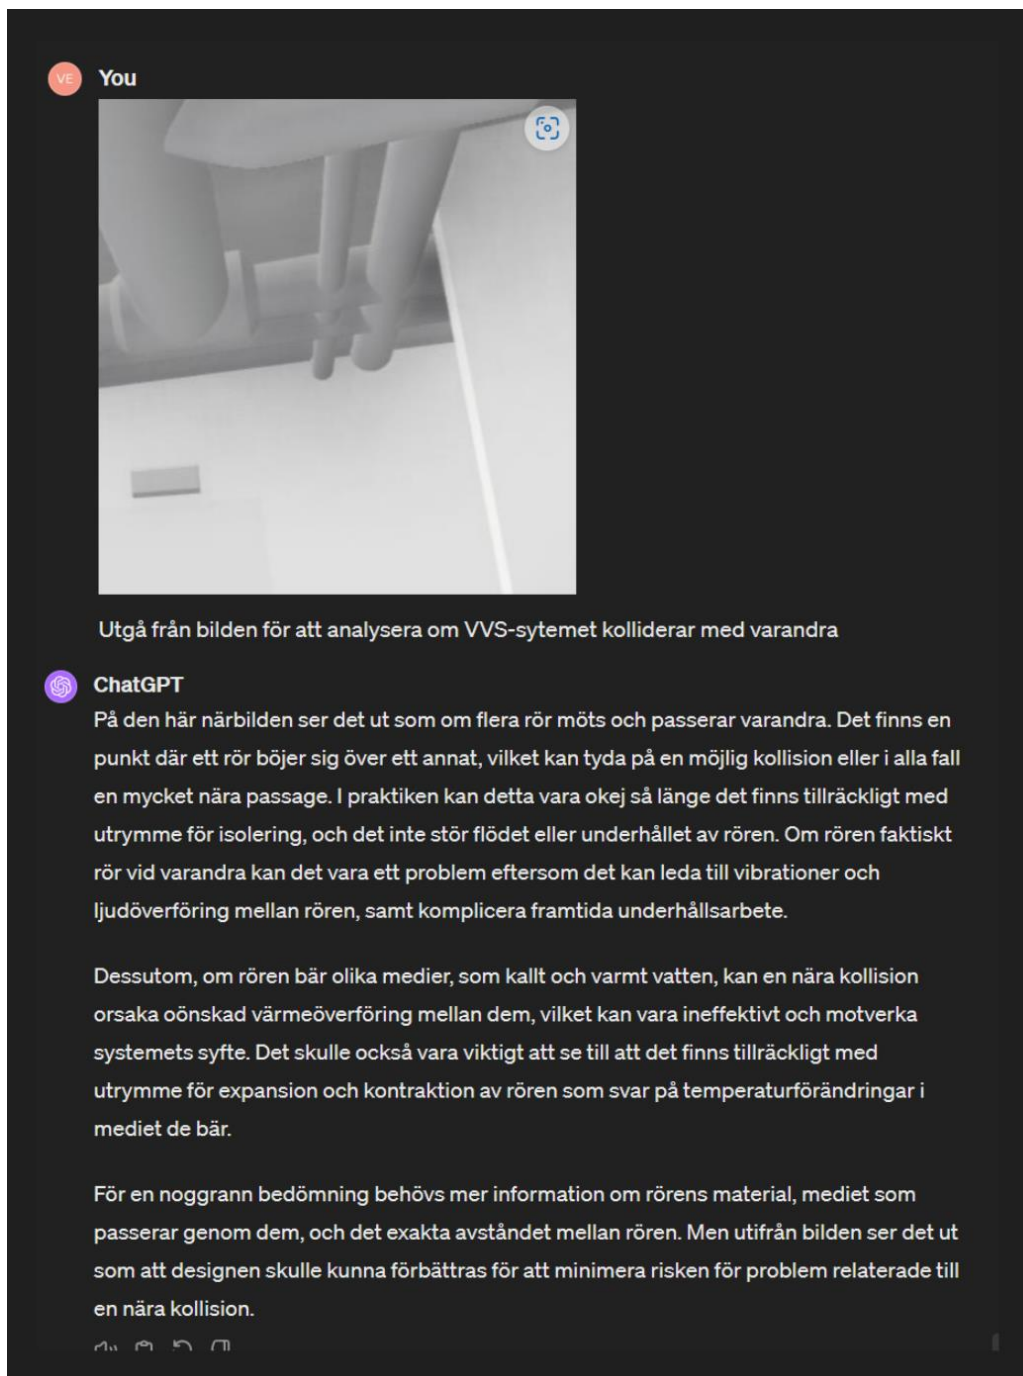 VE
You
Utgå från bilden för att analysera om VVS-sytemet kolliderar med varandra
ChatGPT
På den här närbilden ser det ut som om flera rör möts och passerar varandra. Det finns en
punkt där ett rör böjer sig över ett annat, vilket kan tyda på en möjlig kollision eller i alla fall
en mycket nära passage. I praktiken kan detta vara okej så länge det finns tillräckligt med
utrymme för isolering, och det inte stör flödet eller underhållet av rören. Om rören faktiskt
rör vid varandra kan det vara ett problem eftersom det kan leda till vibrationer och
ljudöverföring mellan rören, samt komplicera framtida underhållsarbete.
Dessutom, om rören bär olika medier, som kallt och varmt vatten, kan en nära kollision
orsaka oönskad värmeöverföring mellan dem, vilket kan vara ineffektivt och motverka
systemets syfte. Det skulle också vara viktigt att se till att det finns tillräckligt med
utrymme för expansion och kontraktion av rören som svar på temperaturförändringar i
mediet de bär.
För en noggrann bedömning behövs mer information om rörens material, mediet som
passerar genom dem, och det exakta avståndet mellan rören. Men utifrån bilden ser det ut
som att designen skulle kunna förbättras för att minimera risken för problem relaterade till
en nära kollision.